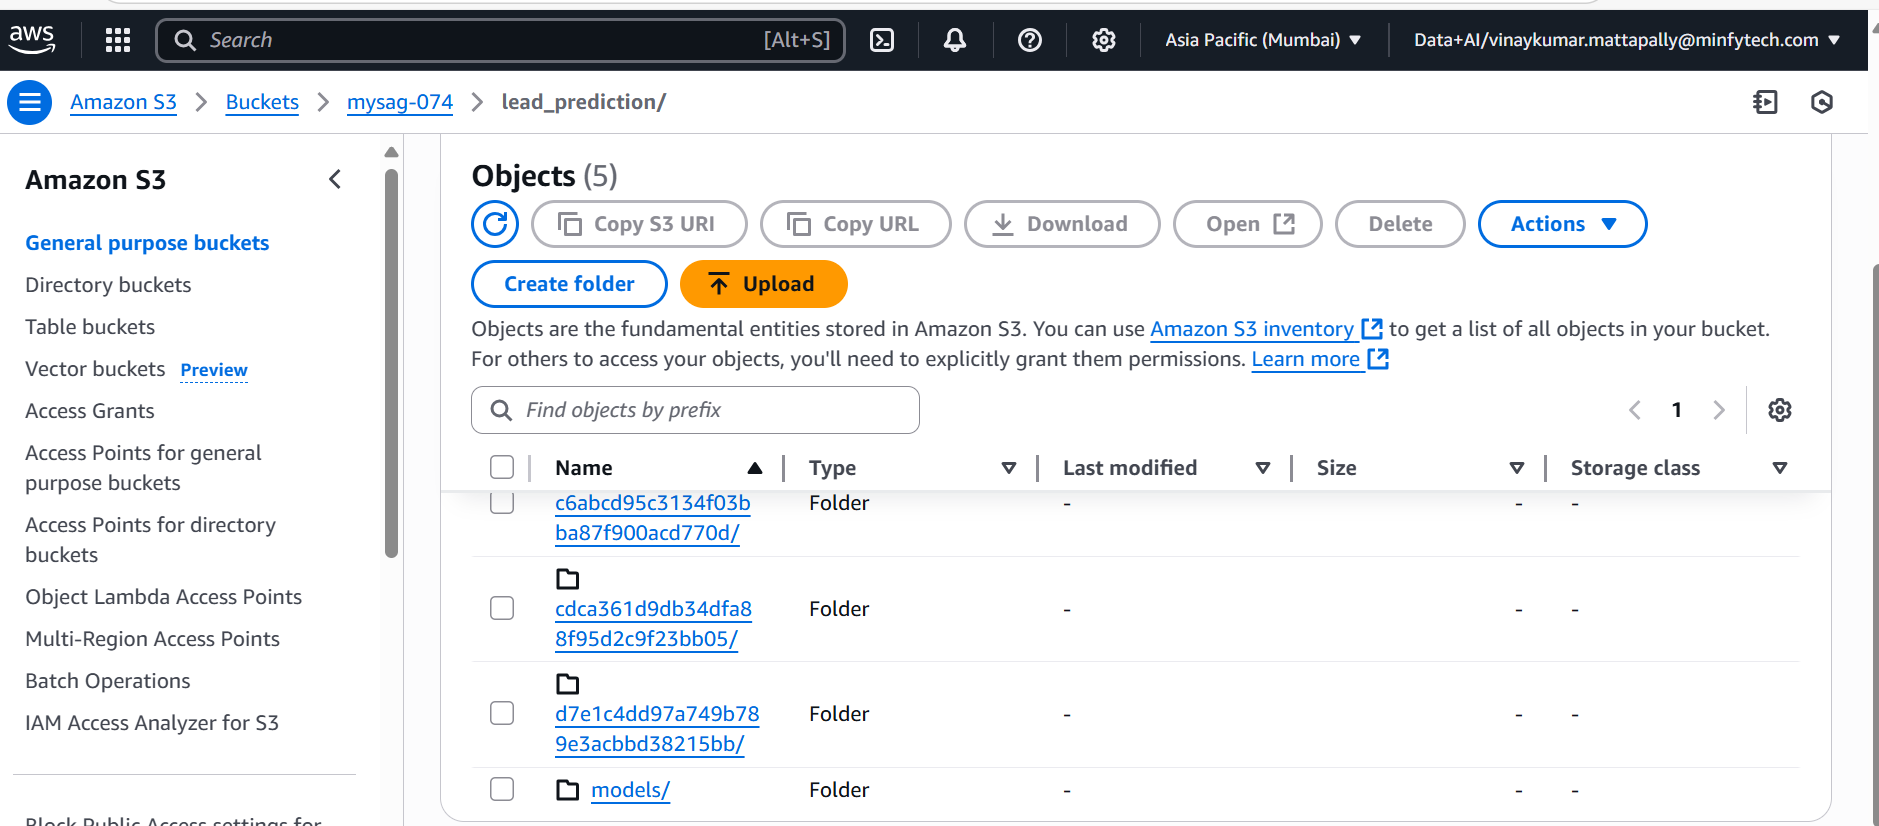 aws
Search [Alt+S]
Asia Pacific (Mumbai)
Data+AI/vinaykumar.mattapally@minfytech.com
Amazon S3
Buckets
mysag-074
lead_prediction/
Amazon S3
General purpose buckets
Directory buckets
Table buckets
Vector buckets Preview
Access Grants
Access Points for general
purpose buckets
Access Points for directory
buckets
Object Lambda Access Points
Multi-Region Access Points
Batch Operations
IAM Access Analyzer for S3
Block Public Access settings for
Objects (5)
Copy S3 URI
Copy URL
Download
Open
Delete
Actions
Create folder
Upload
Objects are the fundamental entities stored in Amazon S3. You can use Amazon S3 inventory to get a list of all objects in your bucket.
For others to access your objects, you'll need to explicitly grant them permissions. Learn more
Find objects by prefix
1
Name Type Last modified Size Storage class
c6abcd95c3134f03b Folder - - -
ba87f900acd770d/
cdca361d9db34dfa8 Folder - - -
8f95d2c9f23bb05/
d7e1c4dd97a749b78 Folder - - -
9e3acbbd38215bb/
models/ Folder - - -